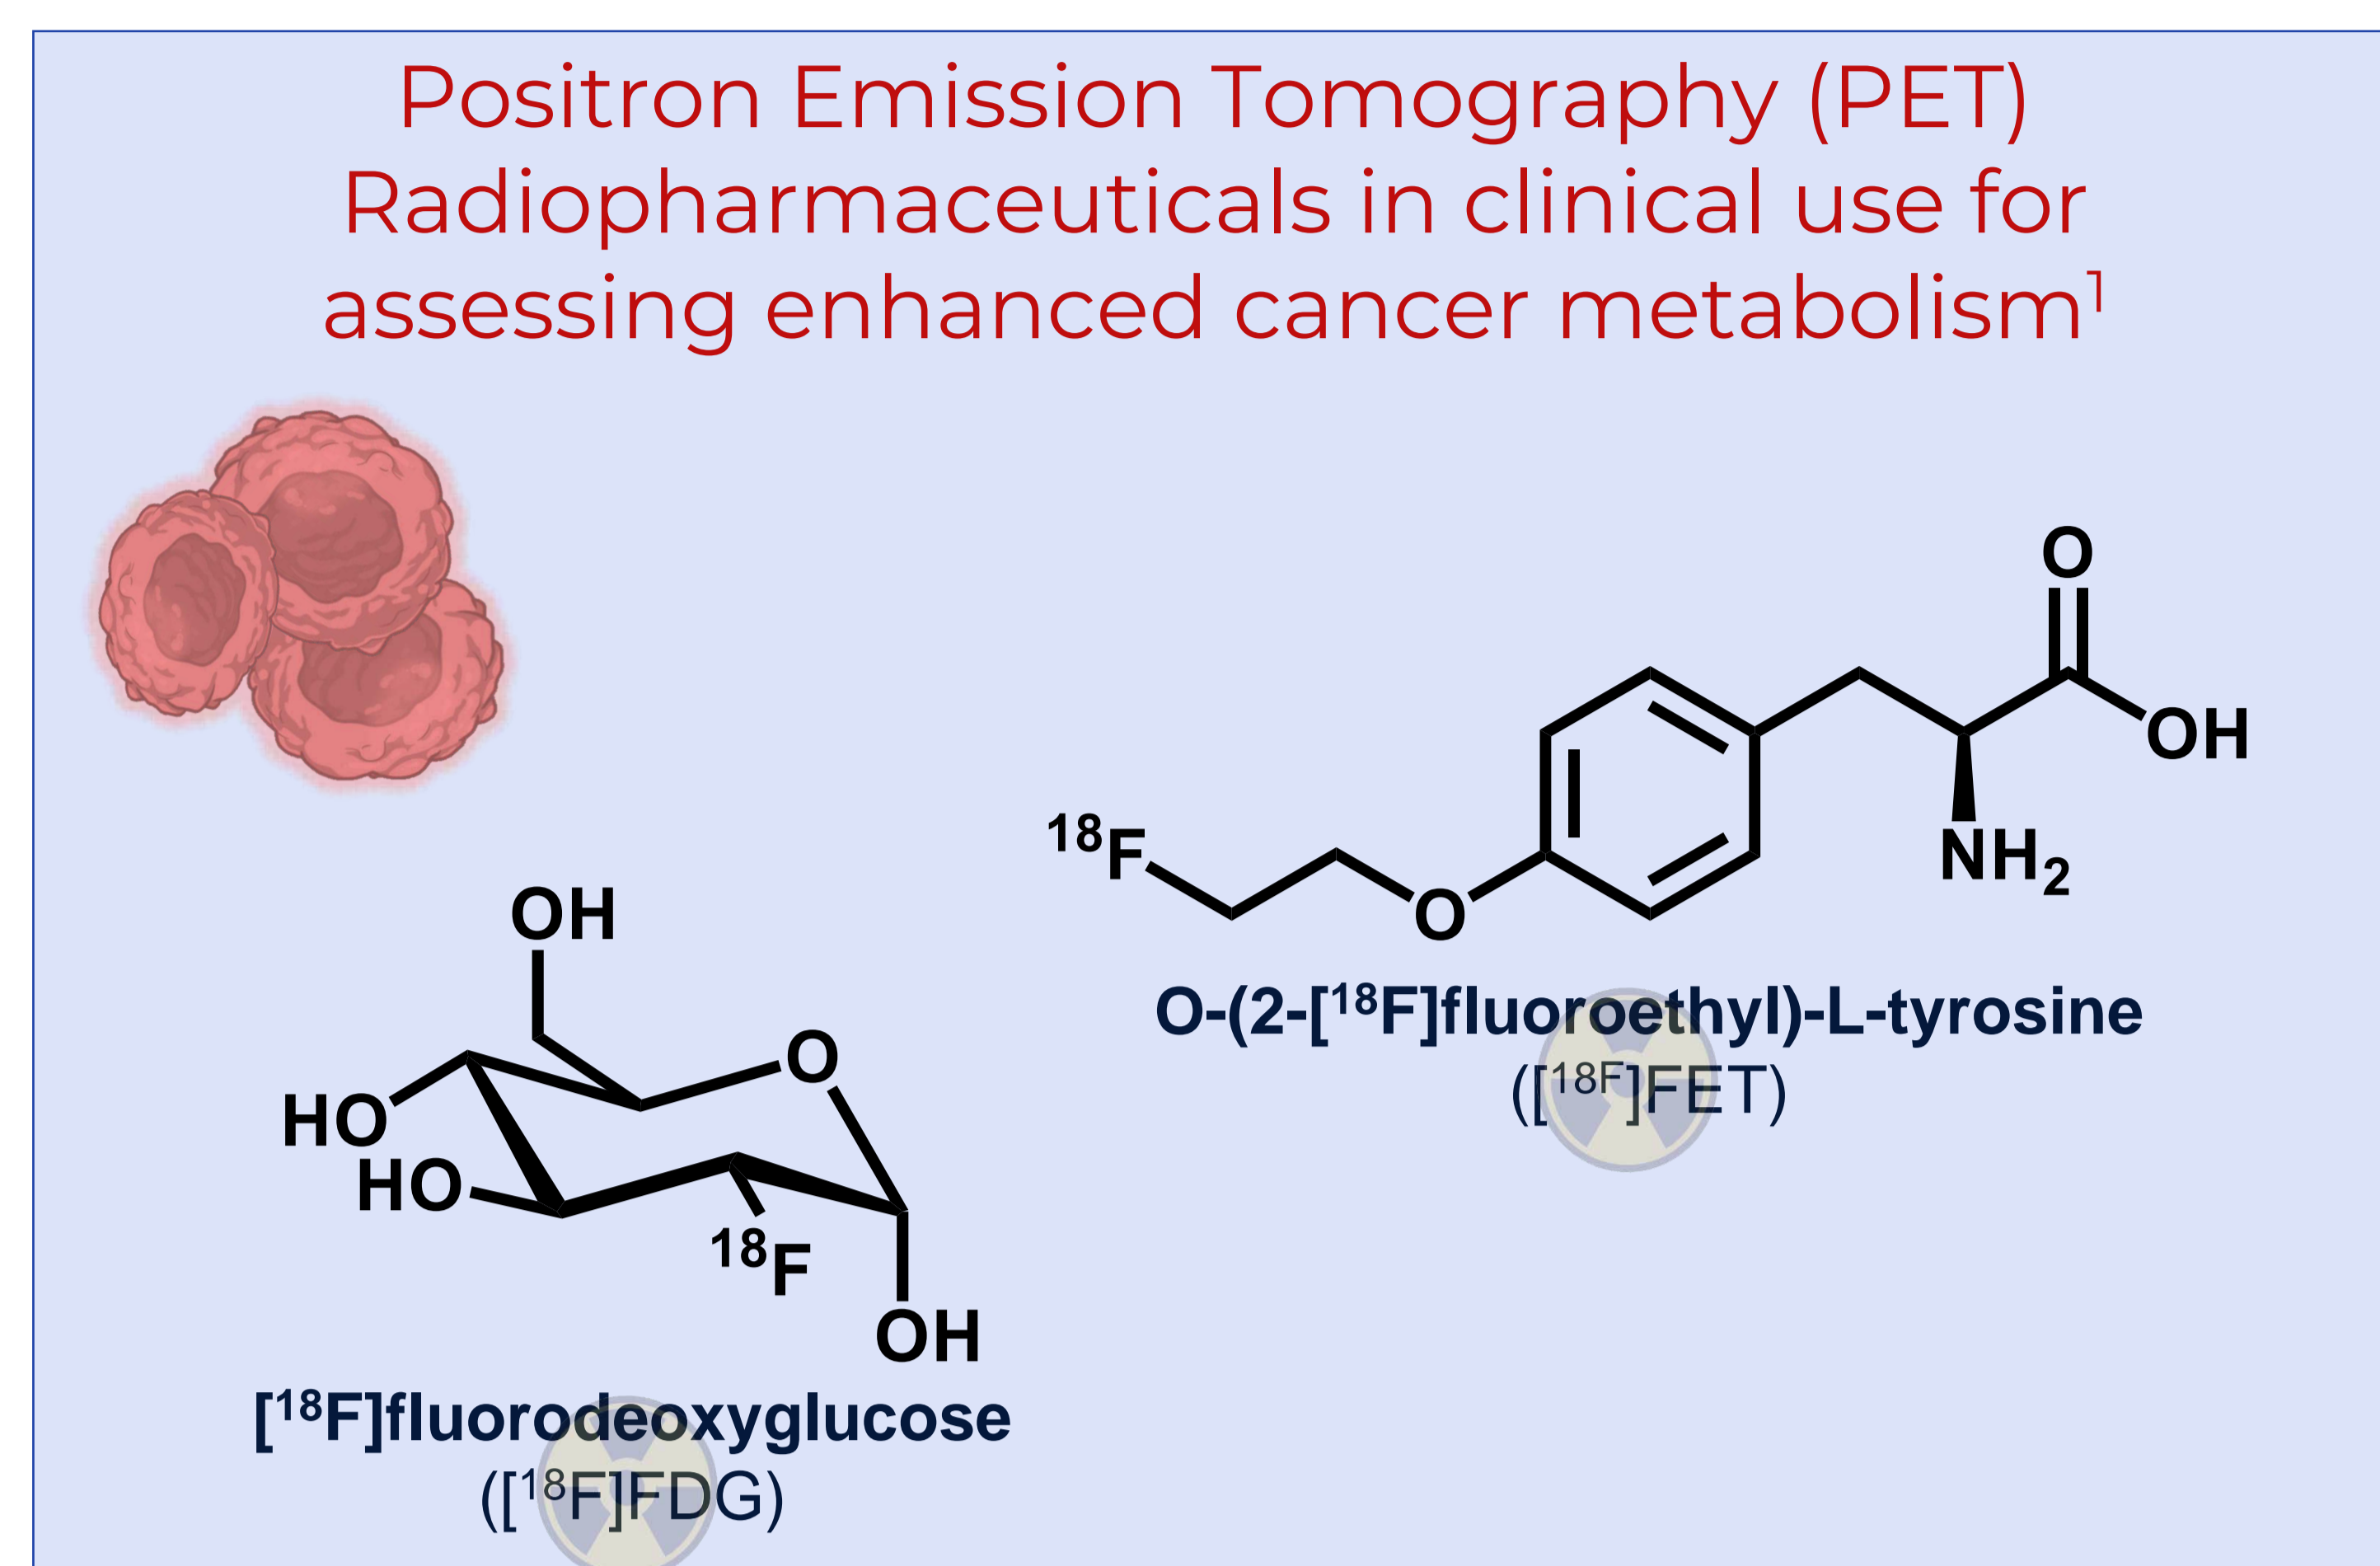 Positron Emission Tomography (PET)
Radiopharmaceuticals in clinical use for
assessing enhanced cancer metabolism¹
O
OH
NH₂
¹⁸F
O
O-(2-[¹⁸F]fluoroethyl)-L-tyrosine
([¹⁸F]FET)
OH
O
HO
HO
¹⁸F
OH
[¹⁸F]fluorodeoxyglucose
([¹⁸F]FDG)